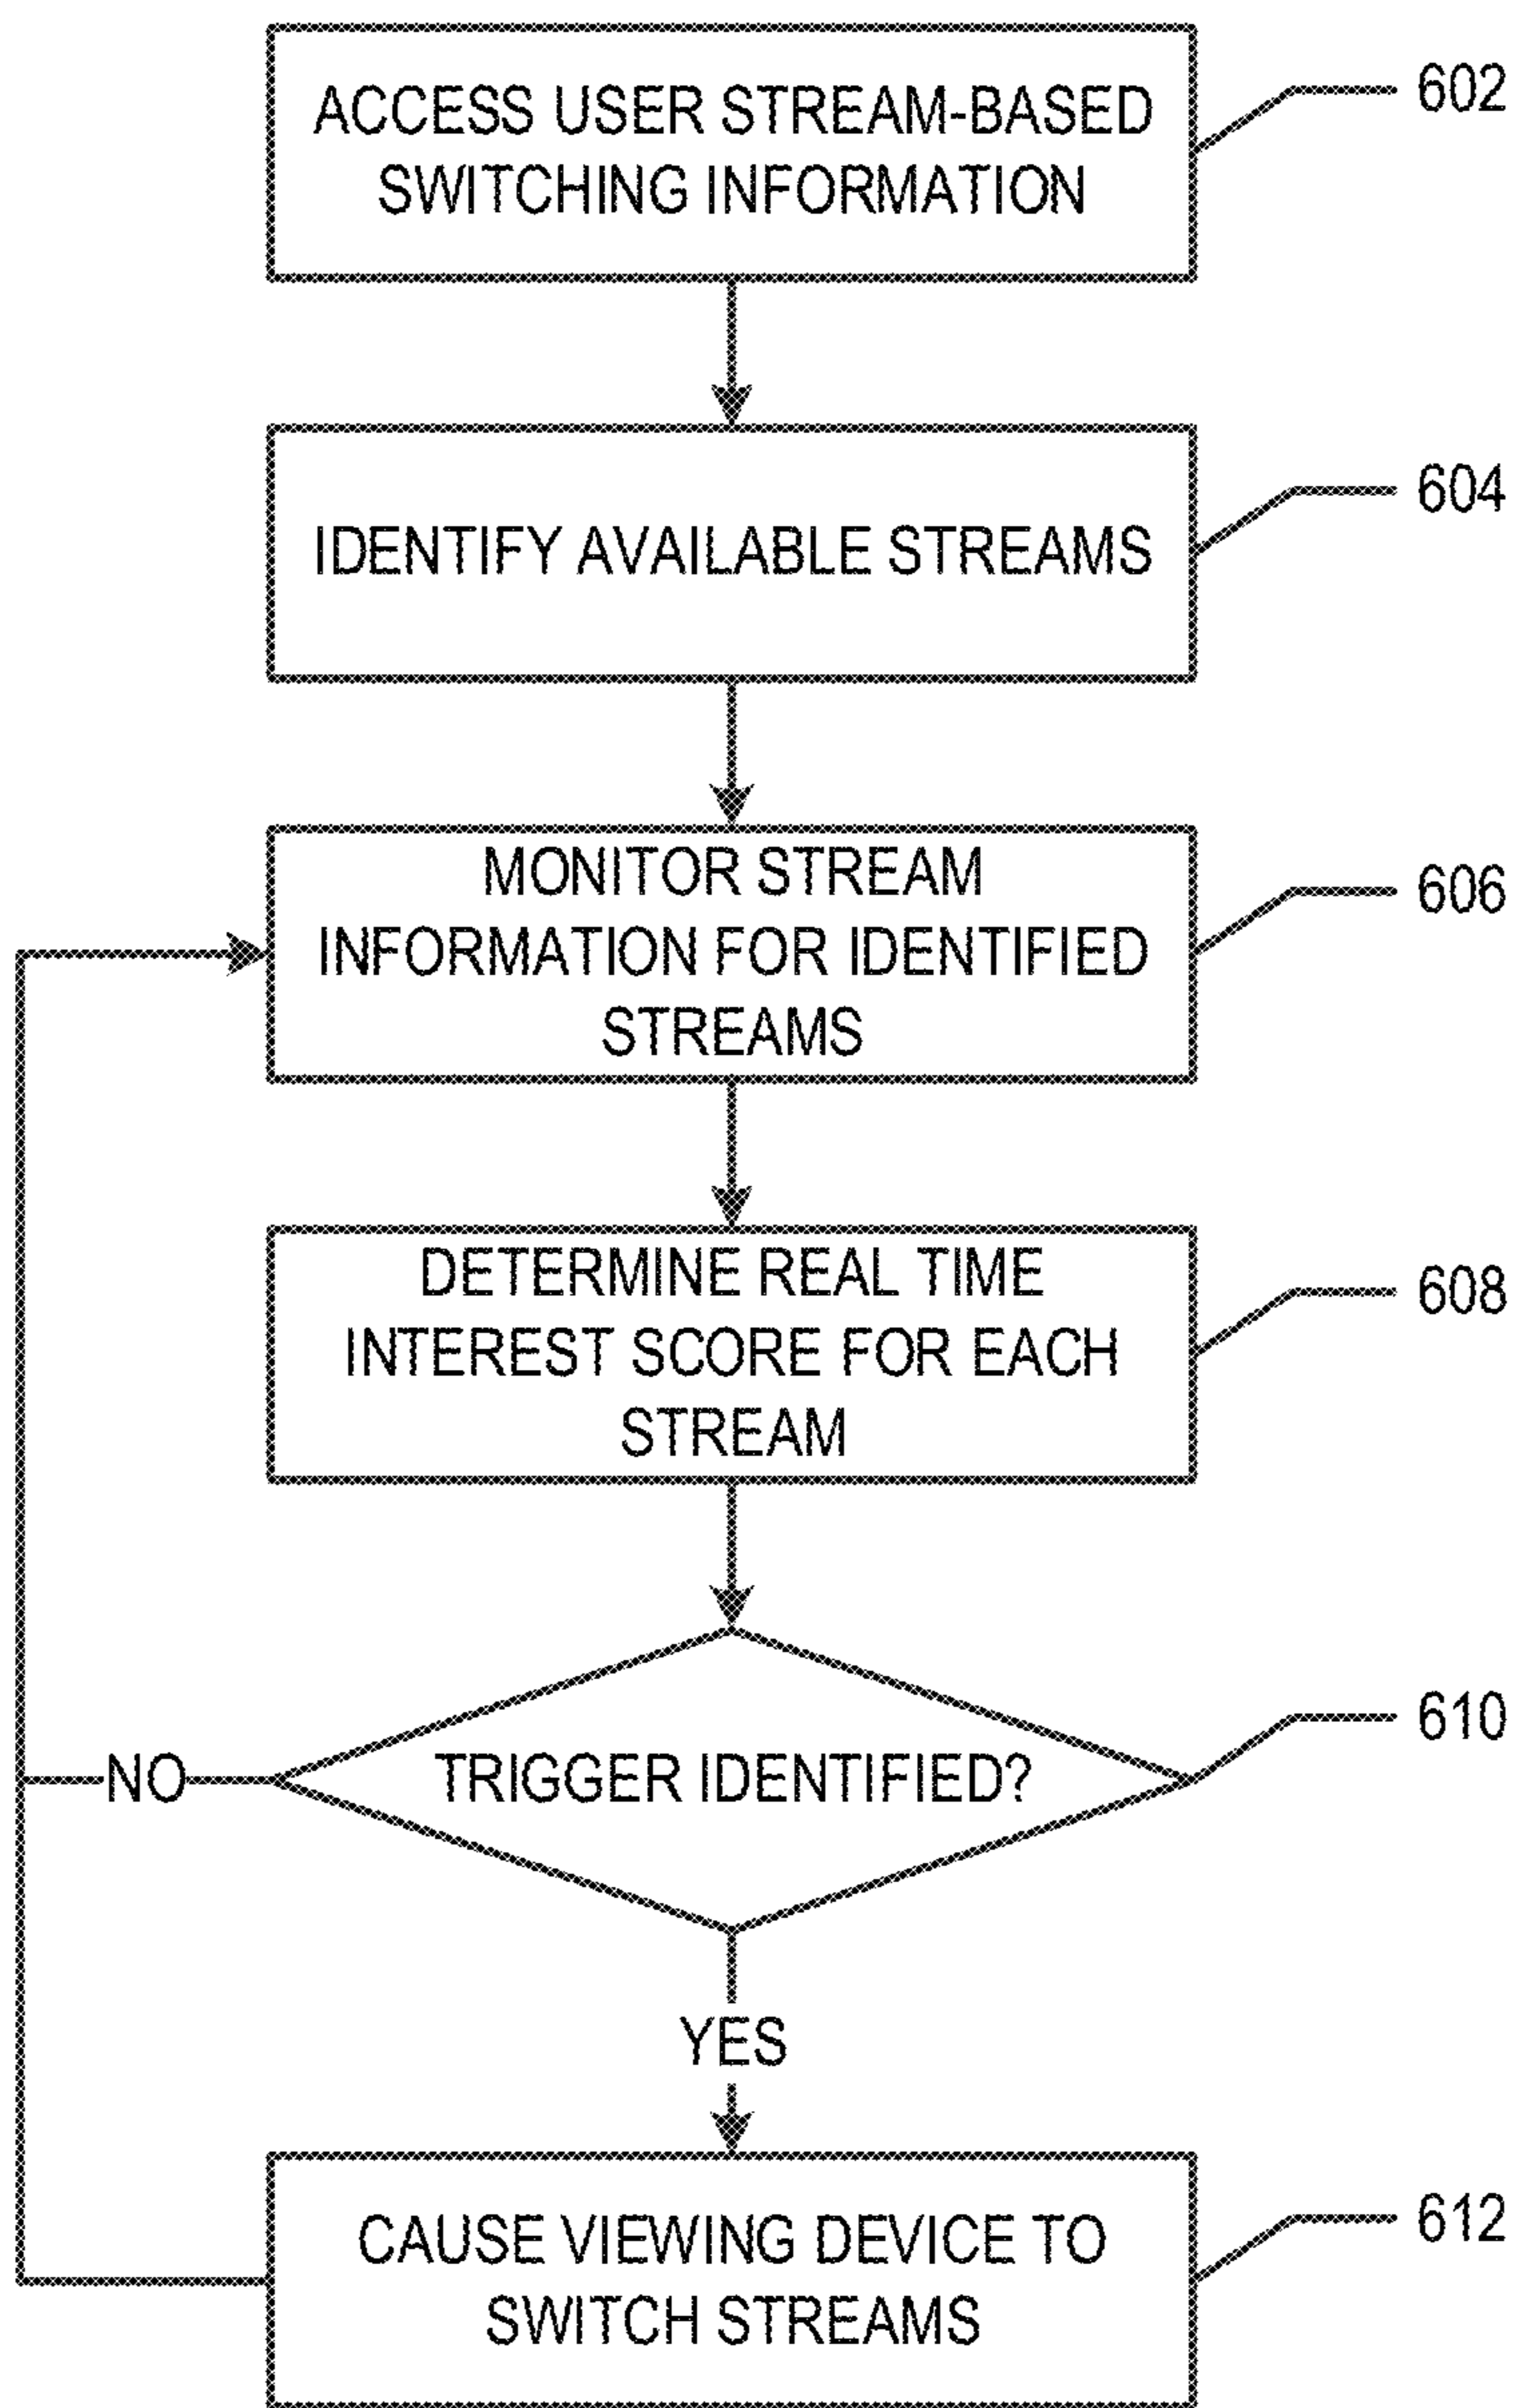 ACCESS USER STREAM-BASED
SWITCHING INFORMATION
602
IDENTIFY AVAILABLE STREAMS
604
MONITOR STREAM
INFORMATION FOR IDENTIFIED
STREAMS
606
DETERMINE REAL TIME
INTEREST SCORE FOR EACH
STREAM
608
TRIGGER IDENTIFIED?
610
NO
YES
CAUSE VIEWING DEVICE TO
SWITCH STREAMS
612